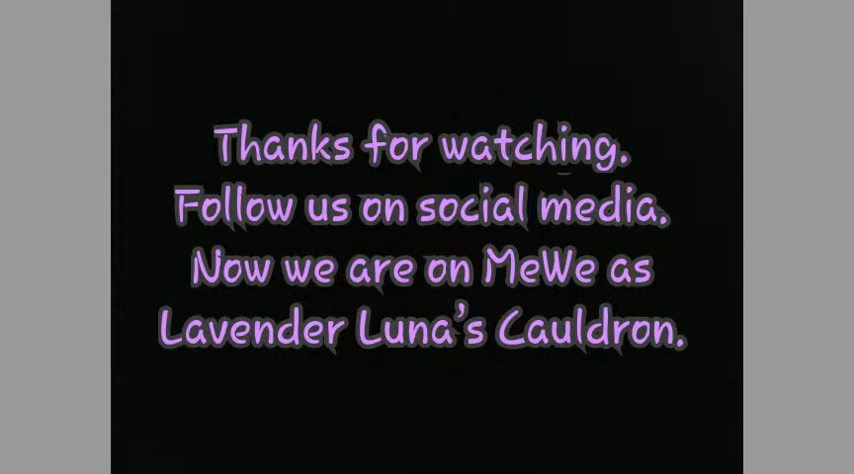 Thanks for watching.
Follow us on social media.
Now we are on MeWe as
Lavender Luna's Cauldron.